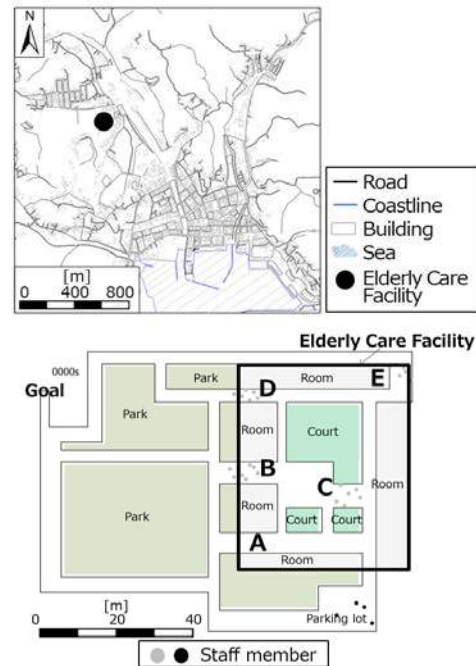 N
[m]
0 400 800
Road
Coastline
Building
Sea
Elderly Care
Facility
Elderly Care Facility
Goal
0000s
Park
Room
E
D
Park
Room
Court
Room
B
C
Park
Room
Court
Court
A
Room
[m]
0 20 40
Parking lot
Staff member